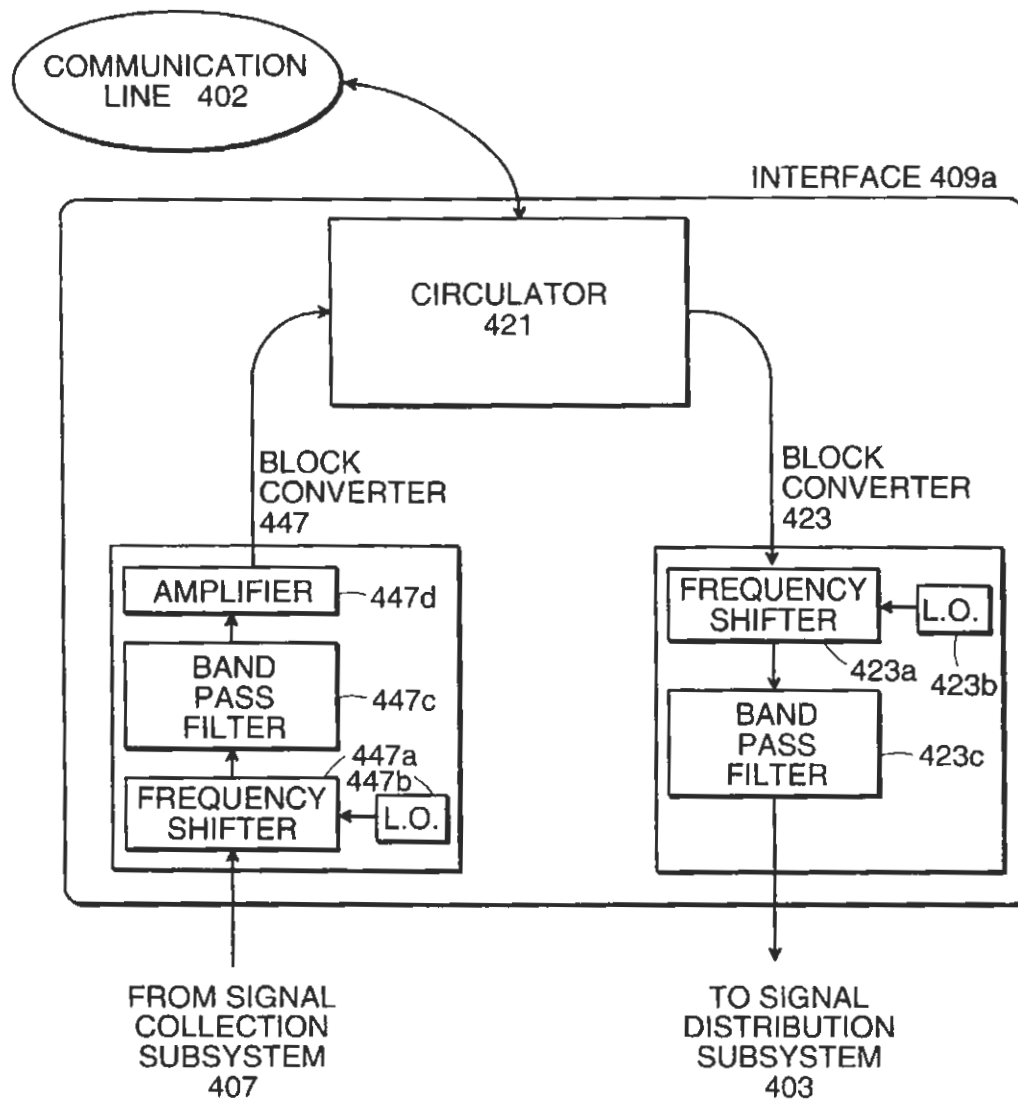 COMMUNICATION
LINE 402
INTERFACE 409a
CIRCULATOR
421
BLOCK
CONVERTER
447
BLOCK
CONVERTER
423
AMPLIFIER
447d
BAND
PASS
FILTER
447c
447a
447b
FREQUENCY
SHIFTER
L.O.
FREQUENCY
SHIFTER
L.O.
423a
423b
BAND
PASS
FILTER
423c
FROM SIGNAL
COLLECTION
SUBSYSTEM
407
TO SIGNAL
DISTRIBUTION
SUBSYSTEM
403